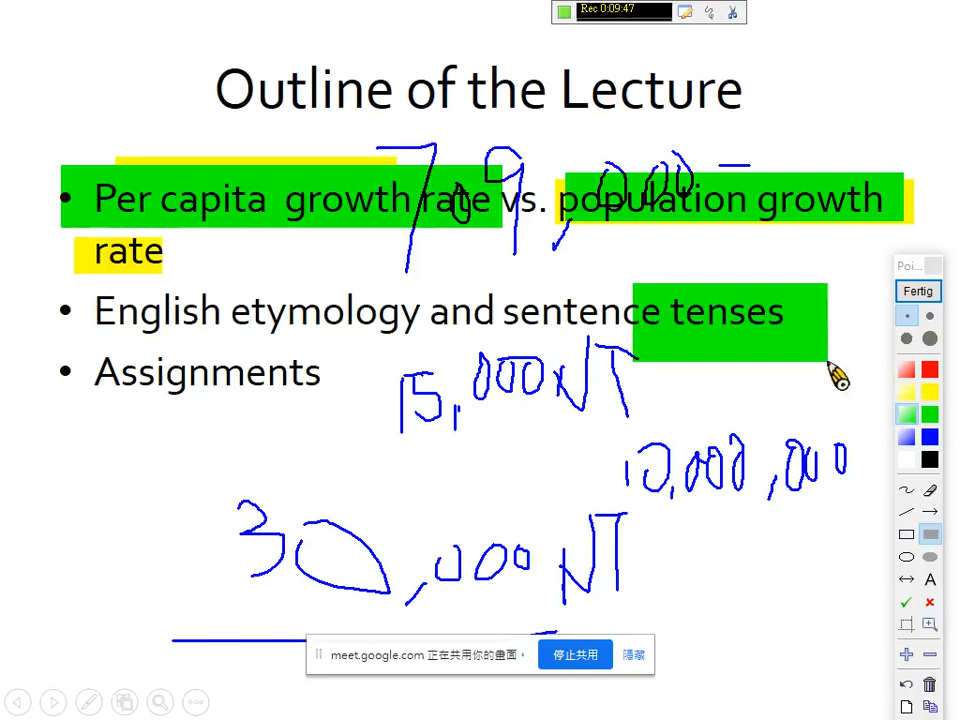 Rec 0:09:47
Outline of the Lecture
• Per capita growth rate vs. population growth
rate
• English etymology and sentence tenses
• Assignments
15,000 NT
10,000,000
30,000 NT
meet.google.com 正在共用你的畫面。 停止共用 隱藏
Poi...
Fertig
A